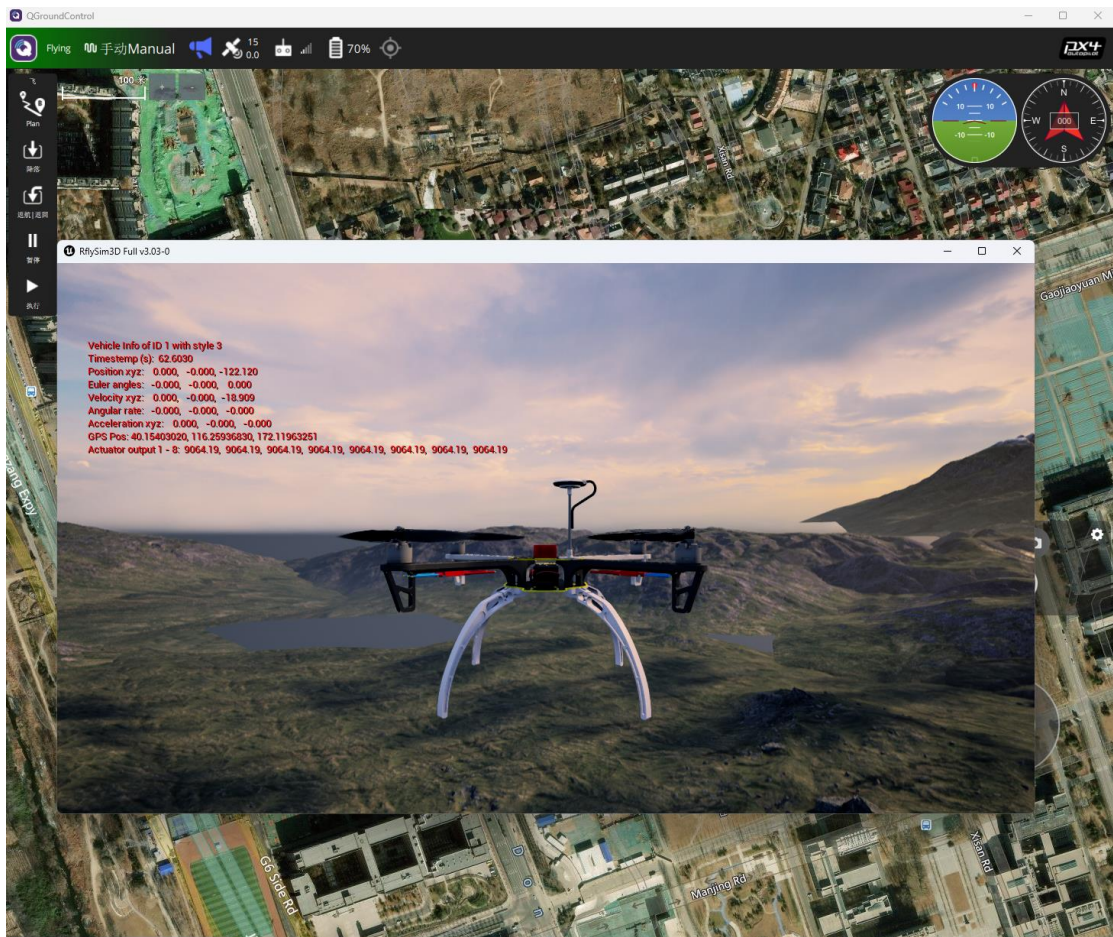 QGroundControl
Flying
手动Manual
15
0.0
70%
px4
autopilot
飞
100 米
Plan
降落
返航|返回
暂停
执行
10 10
-10 -10
N
W 000 E
S
Xisan Rd
RflySim3D Full v3.03-0
Vehicle Info of ID 1 with style 3
Timestemp (s): 62.6030
Position xyz: 0.000, -0.000, -122.120
Euler angles: -0.000, -0.000, 0.000
Velocity xyz: 0.000, -0.000, -18.909
Angular rate: -0.000, -0.000, -0.000
Acceleration xyz: 0.000, -0.000, -0.000
GPS Pos: 40.15403020, 116.25936830, 172.11963251
Actuator output 1 - 8: 9064.19, 9064.19, 9064.19, 9064.19, 9064.19, 9064.19, 9064.19, 9064.19
Gaojiaoyuan M
zang Expy
G6 Side Rd
Manjing Rd
Xisan Rd